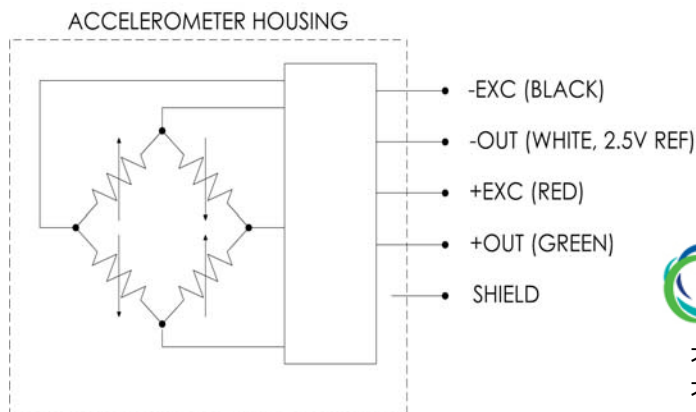 ACCELEROMETER HOUSING
-EXC (BLACK)
-OUT (WHITE, 2.5V REF)
+EXC (RED)
+OUT (GREEN)
SHIELD